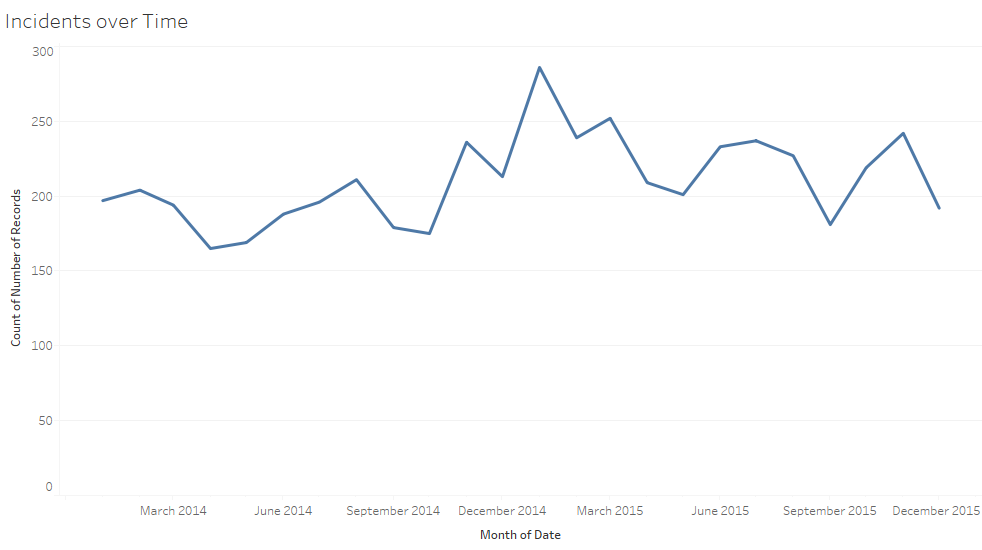 Incidents over Time
300
250
200
150
100
50
0
Count of Number of Records
March 2014
June 2014
September 2014
December 2014
March 2015
June 2015
September 2015
December 2015
Month of Date